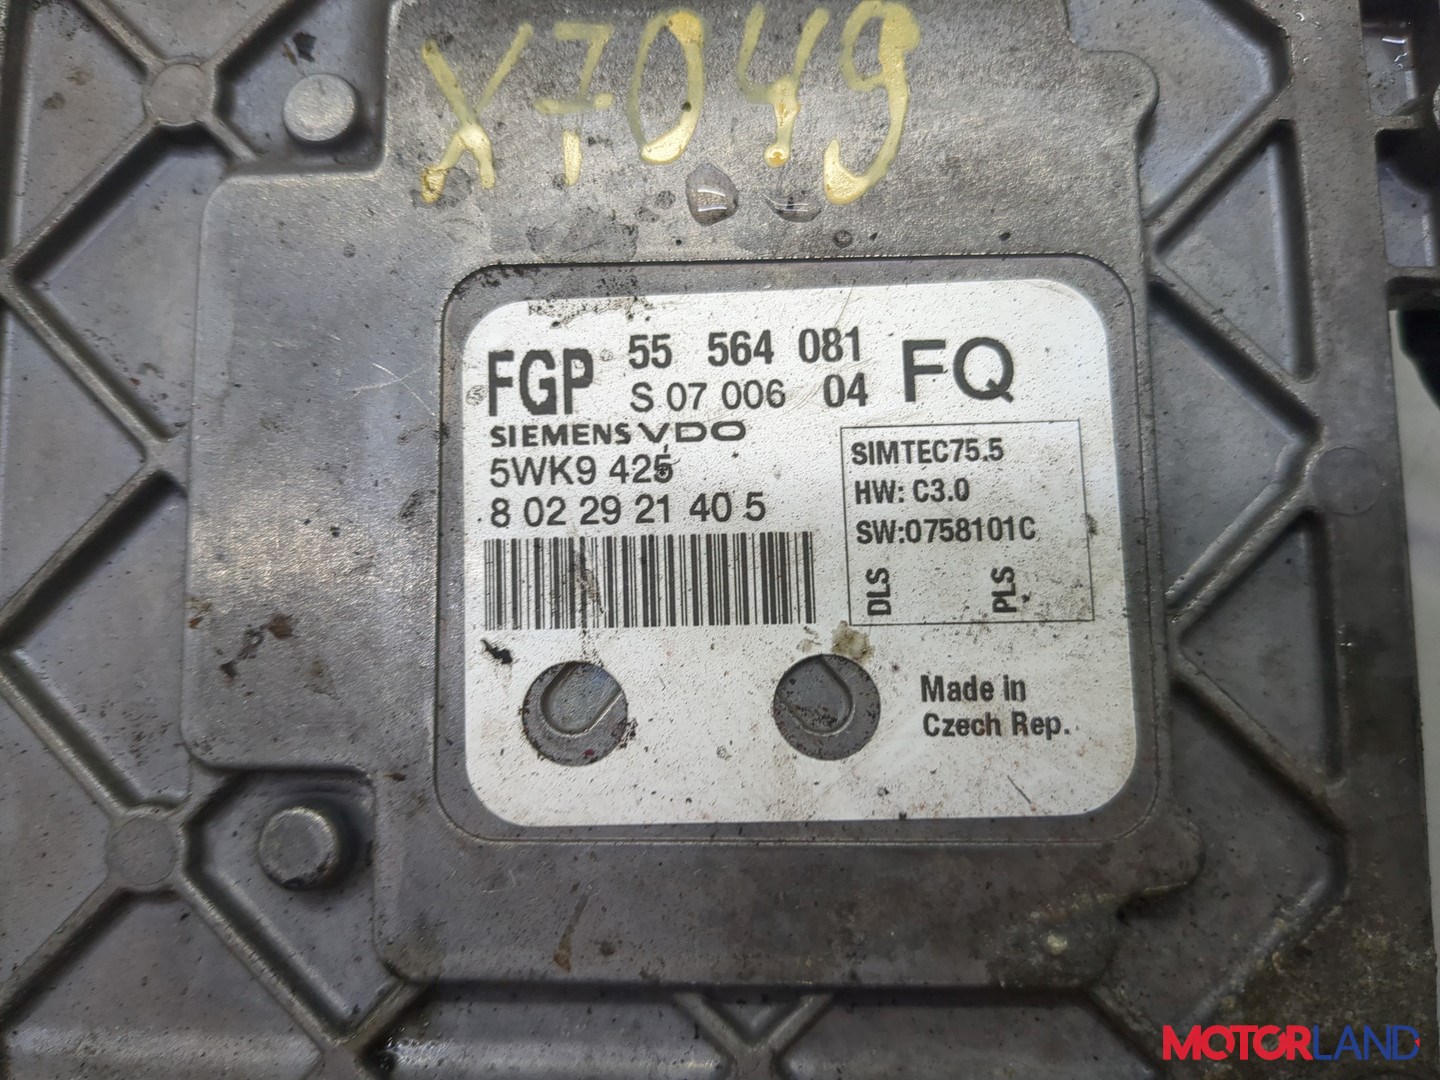 X7049
FGP 55 564 081 FQ
S 07 006 04
SIEMENS VDO
5WK9 425
8 02 29 21 40 5
SIMTEC75.5
HW: C3.0
SW:0758101C
DLS PLS
Made in
Czech Rep.
MOTORLAND